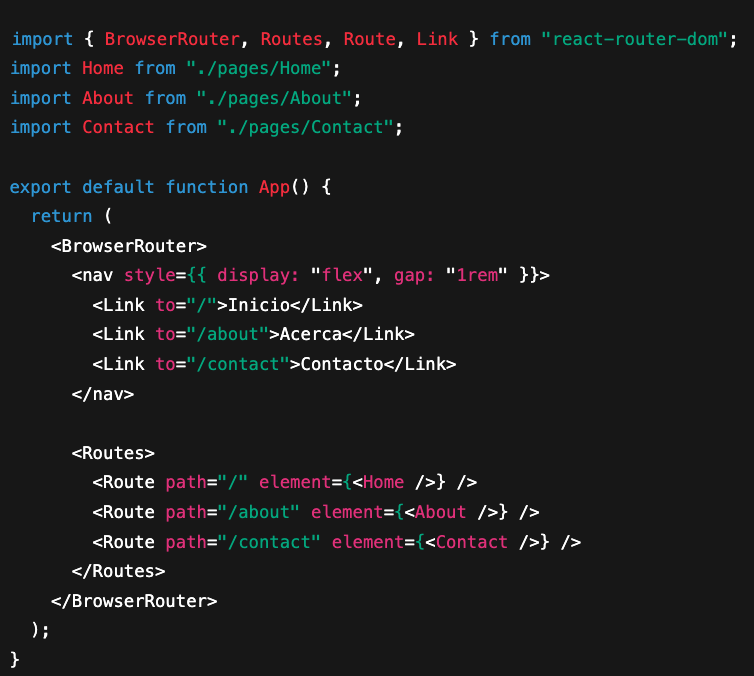 import { BrowserRouter, Routes, Route, Link } from "react-router-dom";
import Home from "./pages/Home";
import About from "./pages/About";
import Contact from "./pages/Contact";

export default function App() {
  return (
    <BrowserRouter>
      <nav style={{ display: "flex", gap: "1rem" }}>
        <Link to="/">Inicio</Link>
        <Link to="/about">Acerca</Link>
        <Link to="/contact">Contacto</Link>
      </nav>

      <Routes>
        <Route path="/" element={<Home />} />
        <Route path="/about" element={<About />} />
        <Route path="/contact" element={<Contact />} />
      </Routes>
    </BrowserRouter>
  );
}